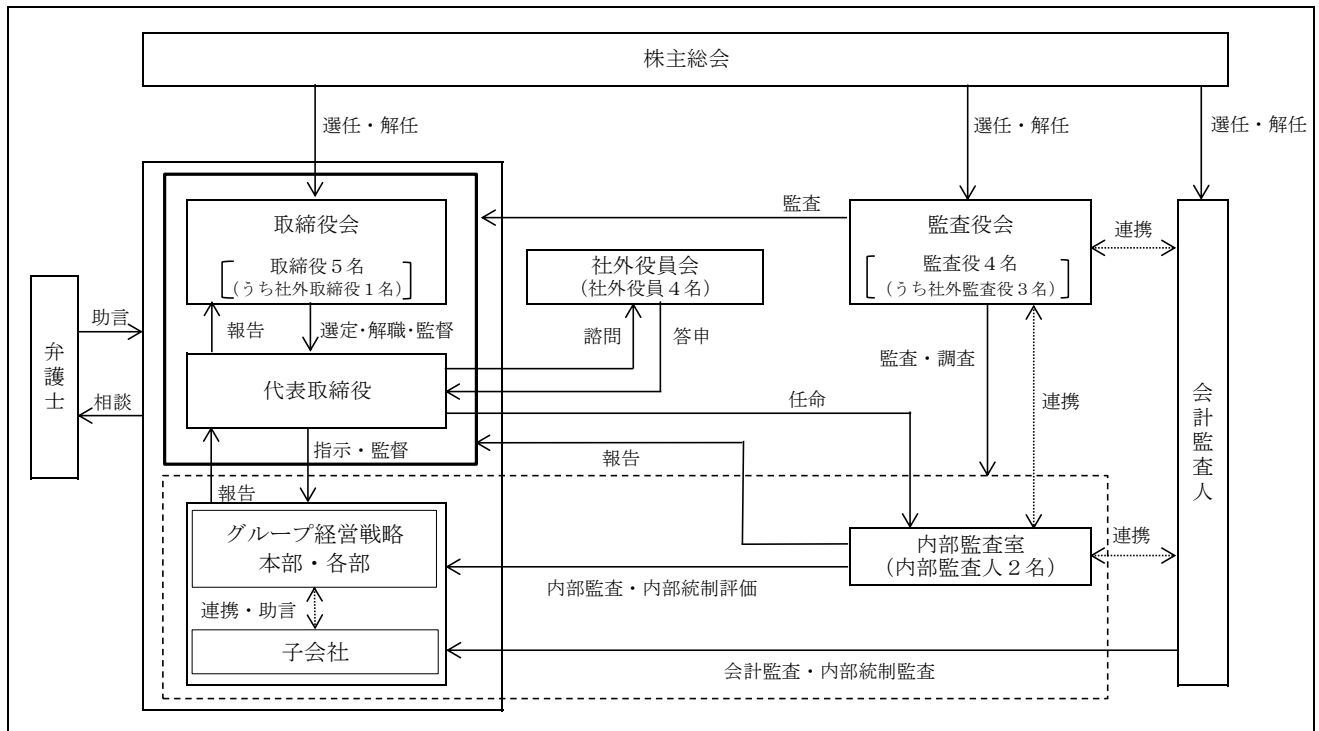 株主総会
選任・解任
選任・解任
選任・解任
取締役会
取締役５名
(うち社外取締役１名)
監査
社外役員会
(社外役員４名)
監査役会
監査役４名
(うち社外監査役３名)
連携
弁護士
助言
相談
報告
選定・解職・監督
諮問
答申
監査・調査
連携
会計監査人
代表取締役
任命
指示・監督
報告
報告
グループ経営戦略
本部・各部
内部監査室
(内部監査人２名)
連携
内部監査・内部統制評価
連携・助言
子会社
会計監査・内部統制監査